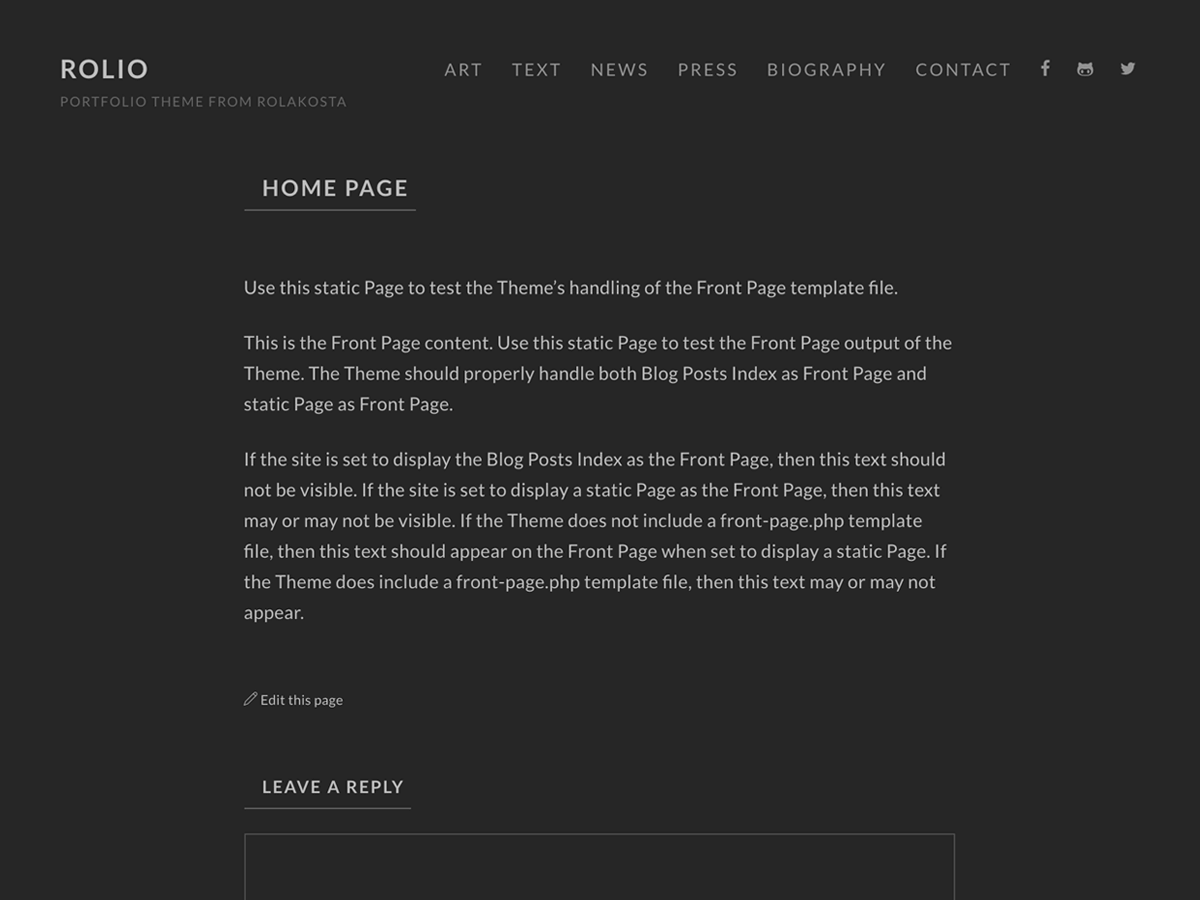 ROLIO
ART TEXT NEWS PRESS BIOGRAPHY CONTACT
PORTFOLIO THEME FROM ROLAKOSTA
HOME PAGE
Use this static Page to test the Theme’s handling of the Front Page template file.
This is the Front Page content. Use this static Page to test the Front Page output of the
Theme. The Theme should properly handle both Blog Posts Index as Front Page and
static Page as Front Page.
If the site is set to display the Blog Posts Index as the Front Page, then this text should
not be visible. If the site is set to display a static Page as the Front Page, then this text
may or may not be visible. If the Theme does not include a front-page.php template
file, then this text should appear on the Front Page when set to display a static Page. If
the Theme does include a front-page.php template file, then this text may or may not
appear.
Edit this page
LEAVE A REPLY